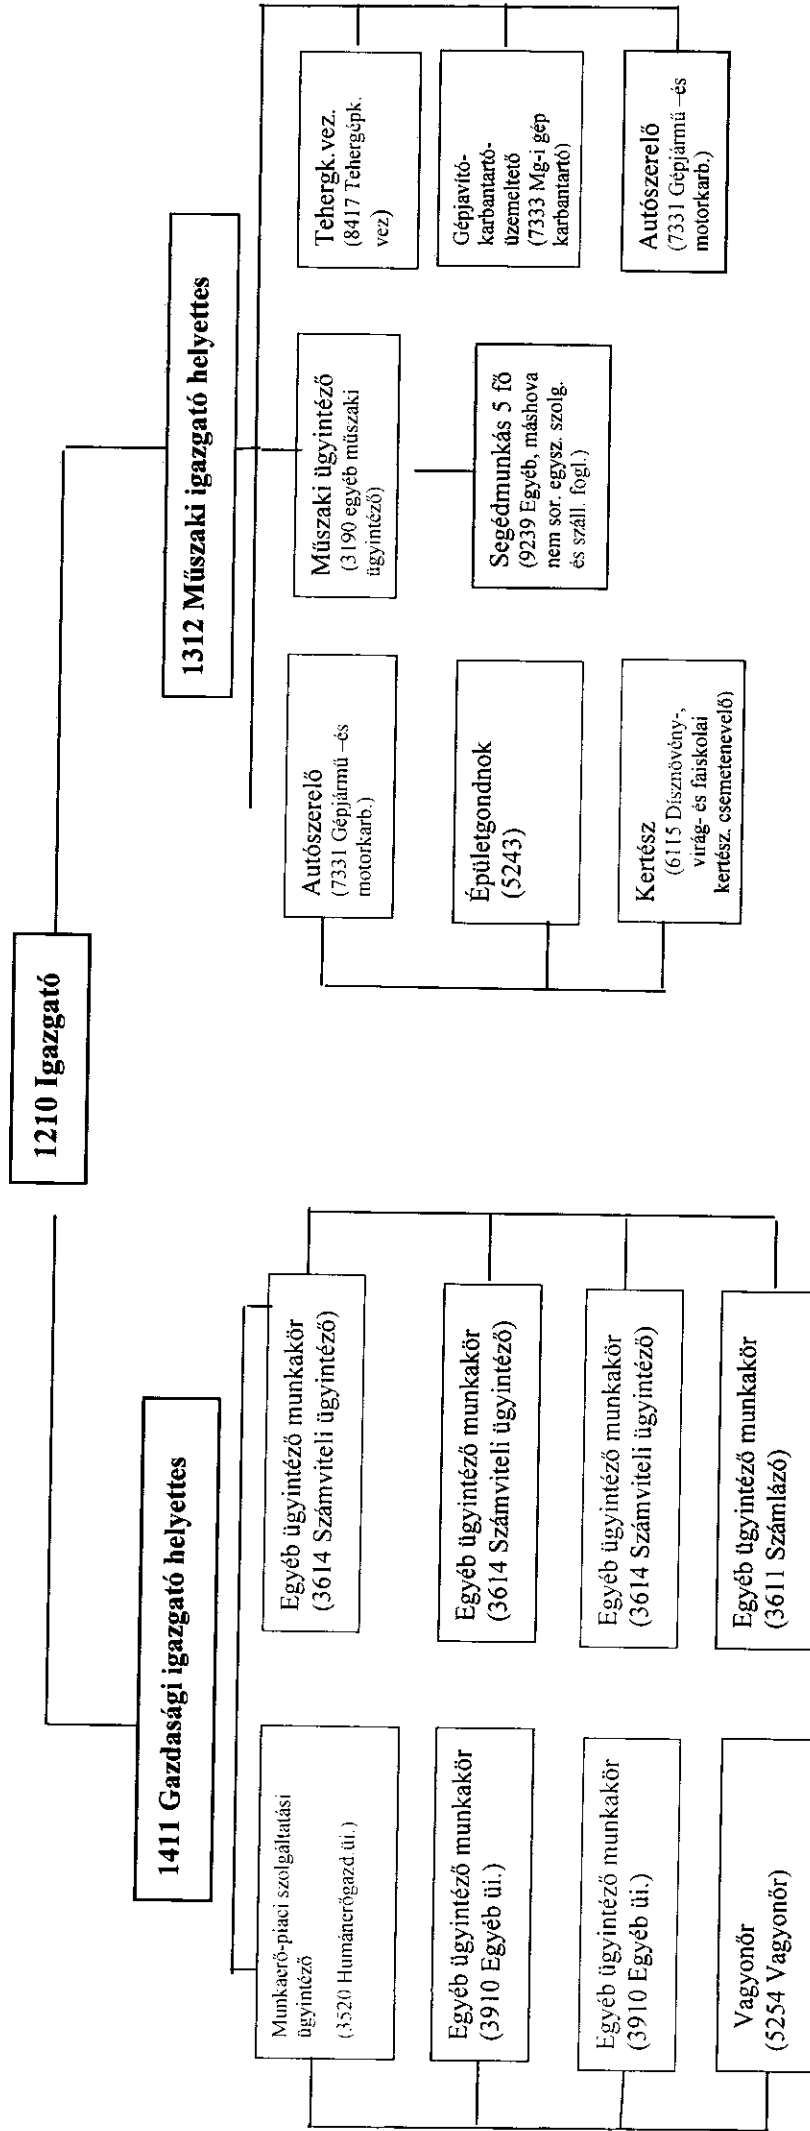 1210 Igazgató
1411 Gazdasági igazgató helyettes
1312 Műszaki igazgató helyettes
Munkaerő-piaci szolgáltatási
ügyintéző
(3520 Humánerőgazd.üi.)
Egyéb ügyintéző munkakör
(3910 Egyéb üi.)
Egyéb ügyintéző munkakör
(3910 Egyéb üi.)
Vagyonőr
(5254 Vagyonőr)
Egyéb ügyintéző munkakör
(3614 Számviteli ügyintéző)
Egyéb ügyintéző munkakör
(3614 Számviteli ügyintéző)
Egyéb ügyintéző munkakör
(3614 Számviteli ügyintéző)
Egyéb ügyintéző munkakör
(3611 Számlázó)
Autószerelő
(7331 Gépjármű –és
motorkarb.)
Épületgondnok
(5243)
Kertész
(6115 Dísznövény-,
virág- és faiskolai
kertész, csemetenevelő)
Műszaki ügyintéző
(3190 egyéb műszaki
ügyintéző)
Segédmunkás 5 fő
(9239 Egyéb, máshova
nem sor. egysz. szolg.
és száll. fogl.)
Tehergk.vez.
(8417 Tehergépk.
vez)
Gépjavító-
karbantartó-
üzemeltető
(7333 Mg-i gép
karbantartó)
Autószerelő
(7331 Gépjármű –és
motorkarb.)